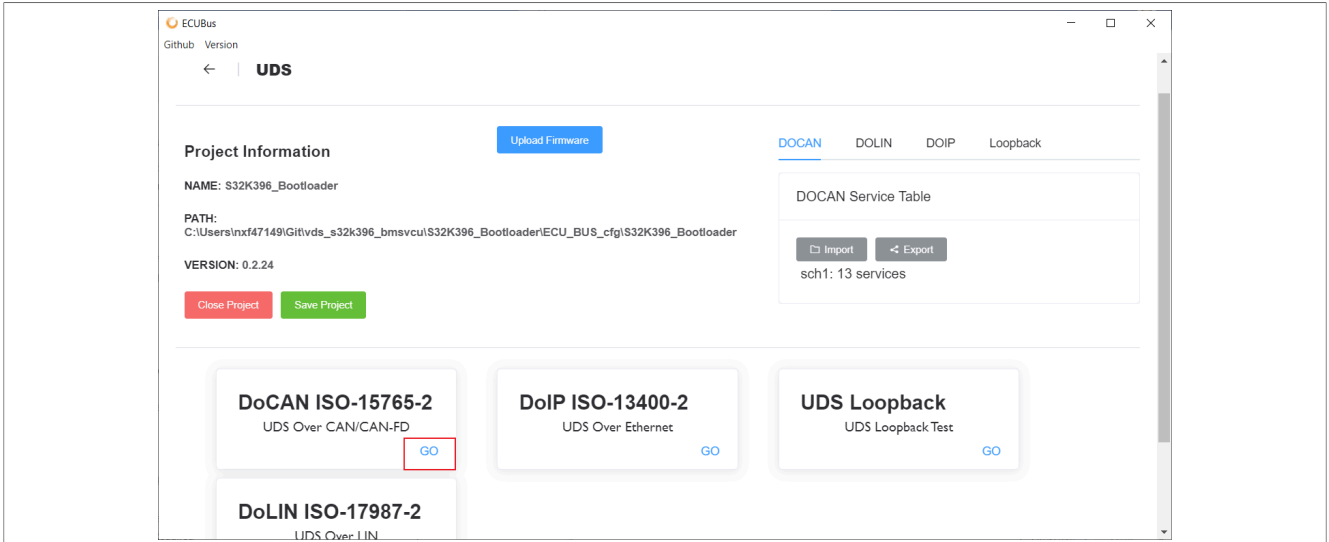 ECUBus
Github Version
UDS
Project Information
Upload Firmware
NAME: S32K396_Bootloader
PATH:
C:\Users\nxf47149\Git\vds_s32k396_bmsvcu\S32K396_Bootloader\ECU_BUS_cfg\S32K396_Bootloader
VERSION: 0.2.24
Close Project Save Project
DOCAN DOLIN DOIP Loopback
DOCAN Service Table
Import Export
sch1: 13 services
DoCAN ISO-15765-2
UDS Over CAN/CAN-FD
GO
DoIP ISO-13400-2
UDS Over Ethernet
GO
UDS Loopback
UDS Loopback Test
GO
DoLIN ISO-17987-2
UDS Over LIN